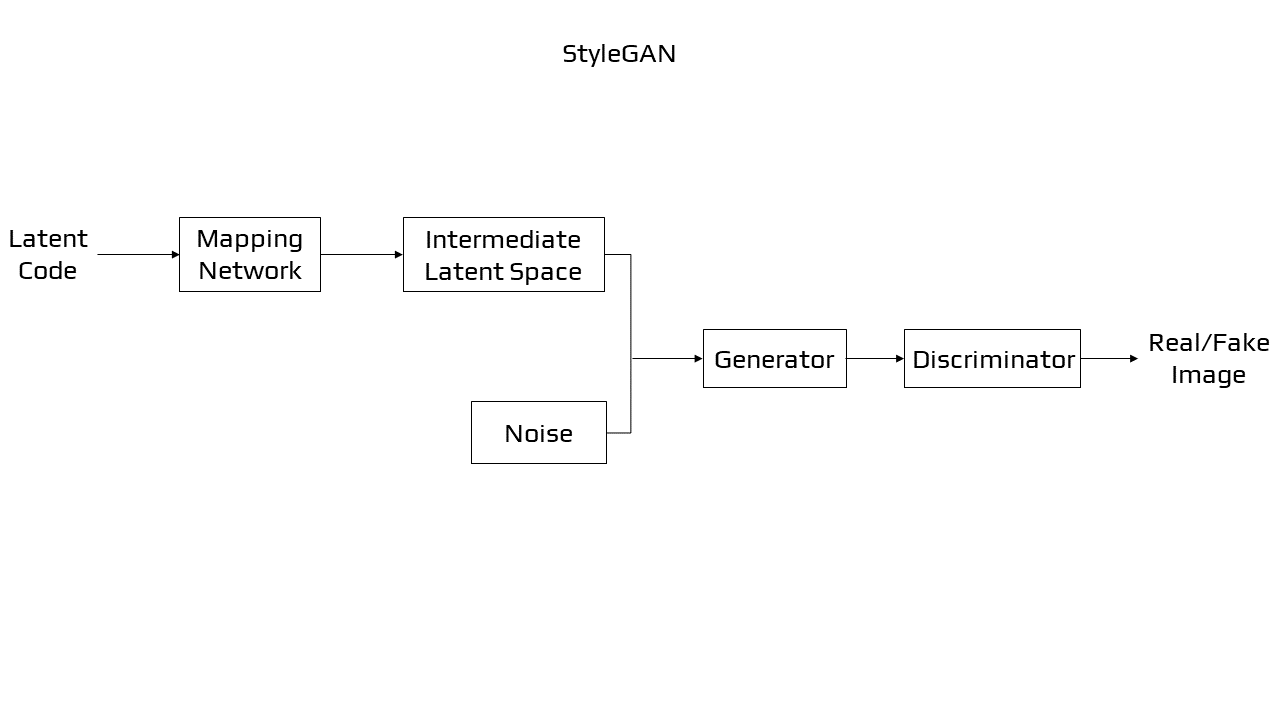 StyleGAN
Latent
Code
Mapping
Network
Intermediate
Latent Space
Noise
Generator
Discriminator
Real/Fake
Image